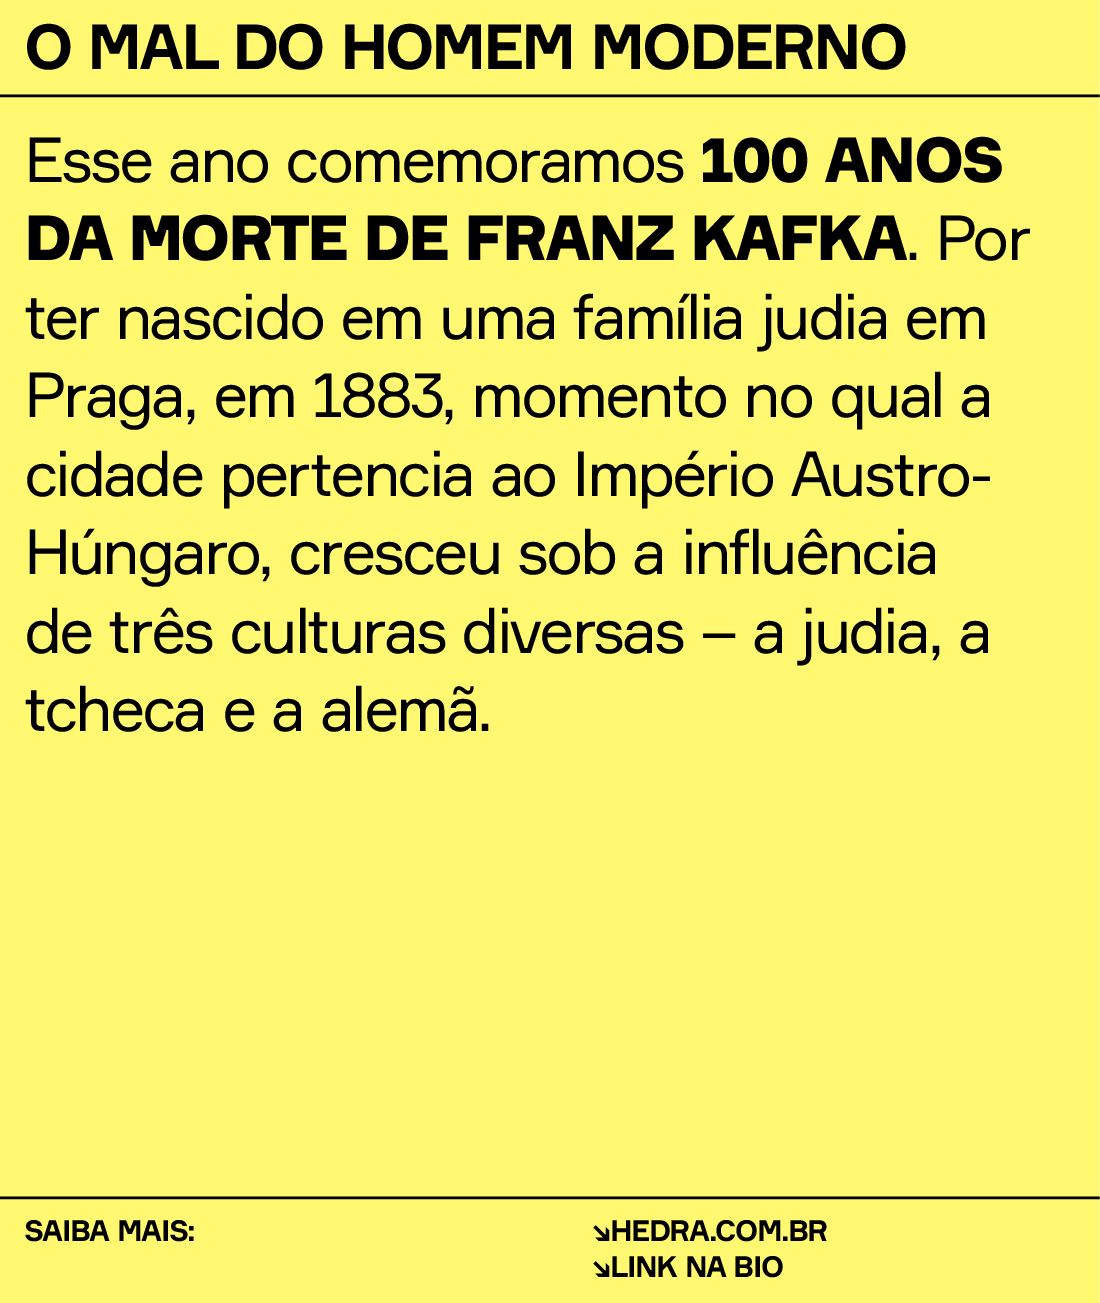 O MAL DO HOMEM MODERNO
Esse ano comemoramos 100 ANOS
DA MORTE DE FRANZ KAFKA. Por
ter nascido em uma família judia em
Praga, em 1883, momento no qual a
cidade pertencia ao Império Austro-
Húngaro, cresceu sob a influência
de três culturas diversas – a judia, a
tcheca e a alemã.
SAIBA MAIS:
↘HEDRA.COM.BR
↘LINK NA BIO